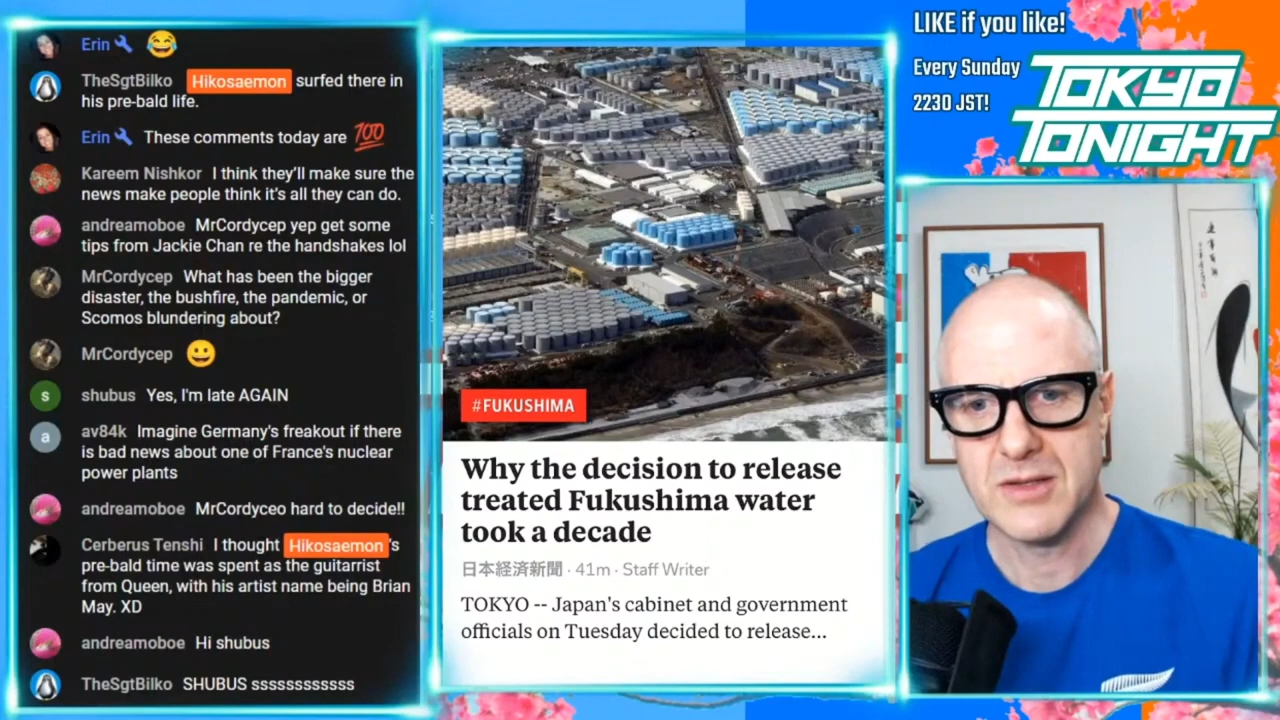 Erin
TheSgtBilko Hikosaemon surfed there in
his pre-bald life.
Erin These comments today are 💯
Kareem Nishkor I think they'll make sure the
news make people think it's all they can do.
andreamoboe MrCordycep yep get some
tips from Jackie Chan re the handshakes lol
MrCordycep What has been the bigger
disaster, the bushfire, the pandemic, or
Scomos blundering about?
MrCordycep
s shubus Yes, I'm late AGAIN
a av84k Imagine Germany's freakout if there
is bad news about one of France's nuclear
power plants
andreamoboe MrCordyceo hard to decide!!
Cerberus Tenshi I thought Hikosaemon's
pre-bald time was spent as the guitarrist
from Queen, with his artist name being Brian
May. XD
andreamoboe Hi shubus
TheSgtBilko SHUBUS ssssssssssss
#FUKUSHIMA
Why the decision to release
treated Fukushima water
took a decade
日本経済新聞 · 41m · Staff Writer
TOKYO -- Japan's cabinet and government
officials on Tuesday decided to release...
LIKE if you like!
Every Sunday
2230 JST!
TOKYO
TONIGHT